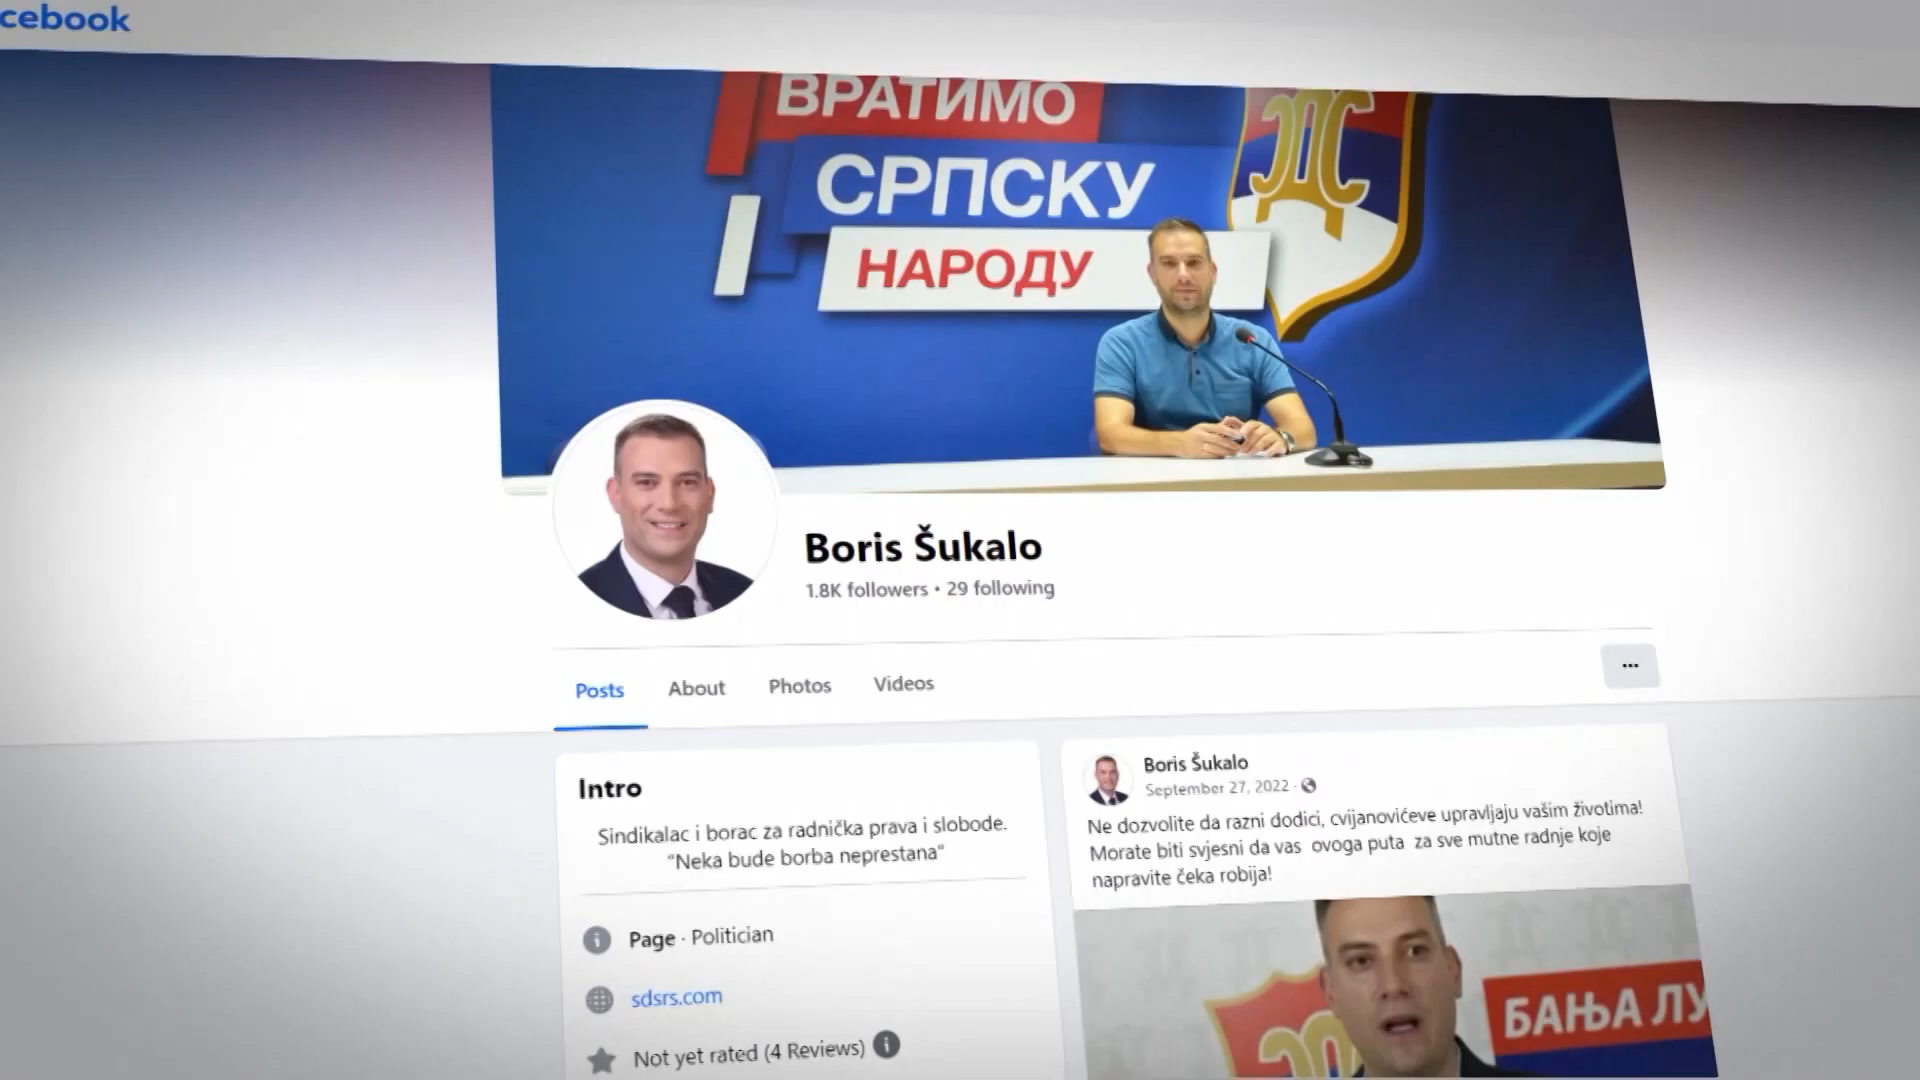 cebook
ВРАТИМО
СРПСКУ
НАРОДУ
СДС
Boris Šukalo
1.8K followers • 29 following
Posts
About
Photos
Videos
Intro
Sindikalac i borac za radnička prava i slobode.
"Neka bude borba neprestana"
Page · Politician
sdsrs.com
Not yet rated (4 Reviews)
Boris Šukalo
September 27, 2022 ·
Ne dozvolite da razni dodici, cvijanovićeve upravljaju vašim životima!
Morate biti svjesni da vas ovoga puta za sve mutne radnje koje
napravite čeka robija!
БАЊА ЛУ